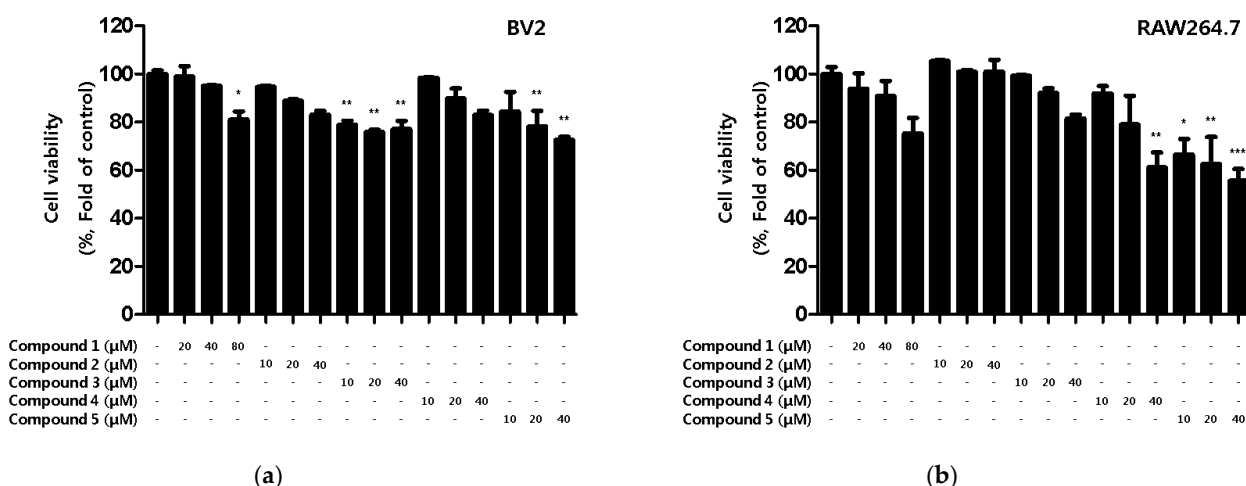 BV2
Cell viability
(%, Fold of control)
120
100
80
60
40
20
0
* ** ** ** ** **
Compound 1 (μM) - 20 40 80 - - - - - - - - - - - -
Compound 2 (μM) - - - - 10 20 40 - - - - - - - - -
Compound 3 (μM) - - - - - - - 10 20 40 - - - - - -
Compound 4 (μM) - - - - - - - - - - 10 20 40 - - -
Compound 5 (μM) - - - - - - - - - - - - - 10 20 40
(a)
RAW264.7
Cell viability
(%, Fold of control)
120
100
80
60
40
20
0
** * ** ***
Compound 1 (μM) - 20 40 80 - - - - - - - - - - - -
Compound 2 (μM) - - - - 10 20 40 - - - - - - - - -
Compound 3 (μM) - - - - - - - 10 20 40 - - - - - -
Compound 4 (μM) - - - - - - - - - - 10 20 40 - - -
Compound 5 (μM) - - - - - - - - - - - - - 10 20 40
(b)